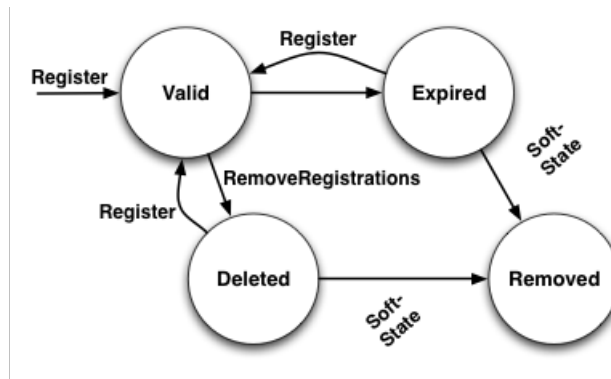 Register
Register
Valid
Expired
Soft-
State
RemoveRegistrations
Register
Deleted
Removed
Soft-
State